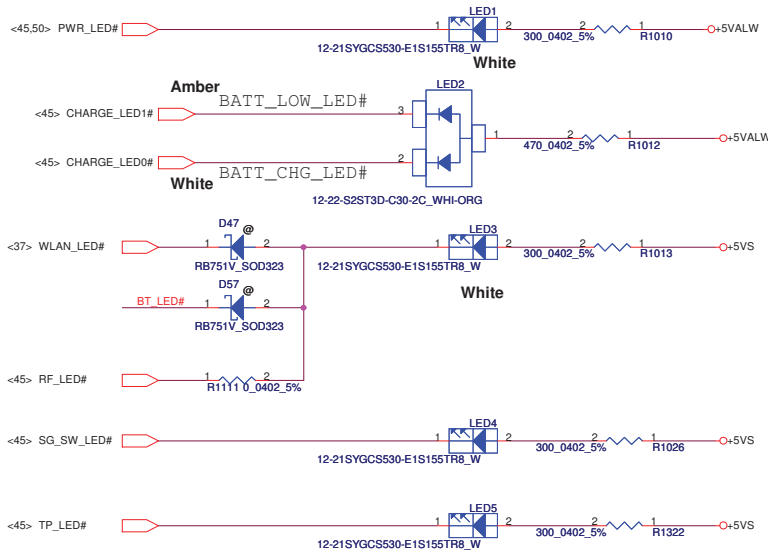 LED1
<45,50> PWR_LED# 1 2 2 1 +5VALW
12-21SYGCS530-E1S155TR8_W 300_0402_5% R1010
White
Amber LED2
BATT_LOW_LED#
<45> CHARGE_LED1# 3
1 2 1 +5VALW
470_0402_5% R1012
<45> CHARGE_LED0# 2
White BATT_CHG_LED#
12-22-S2ST3D-C30-2C_WHI-ORG
D47 @ LED3
<37> WLAN_LED# 1 2 1 2 2 1 +5VS
RB751V_SOD323 12-21SYGCS530-E1S155TR8_W 300_0402_5% R1013
D57 @ White
BT_LED# 1 2
RB751V_SOD323
<45> RF_LED# 1 2
R1111 0_0402_5%
LED4
<45> SG_SW_LED# 1 2 2 1 +5VS
12-21SYGCS530-E1S155TR8_W 300_0402_5% R1026
LED5
<45> TP_LED# 1 2 2 1 +5VS
12-21SYGCS530-E1S155TR8_W 300_0402_5% R1322